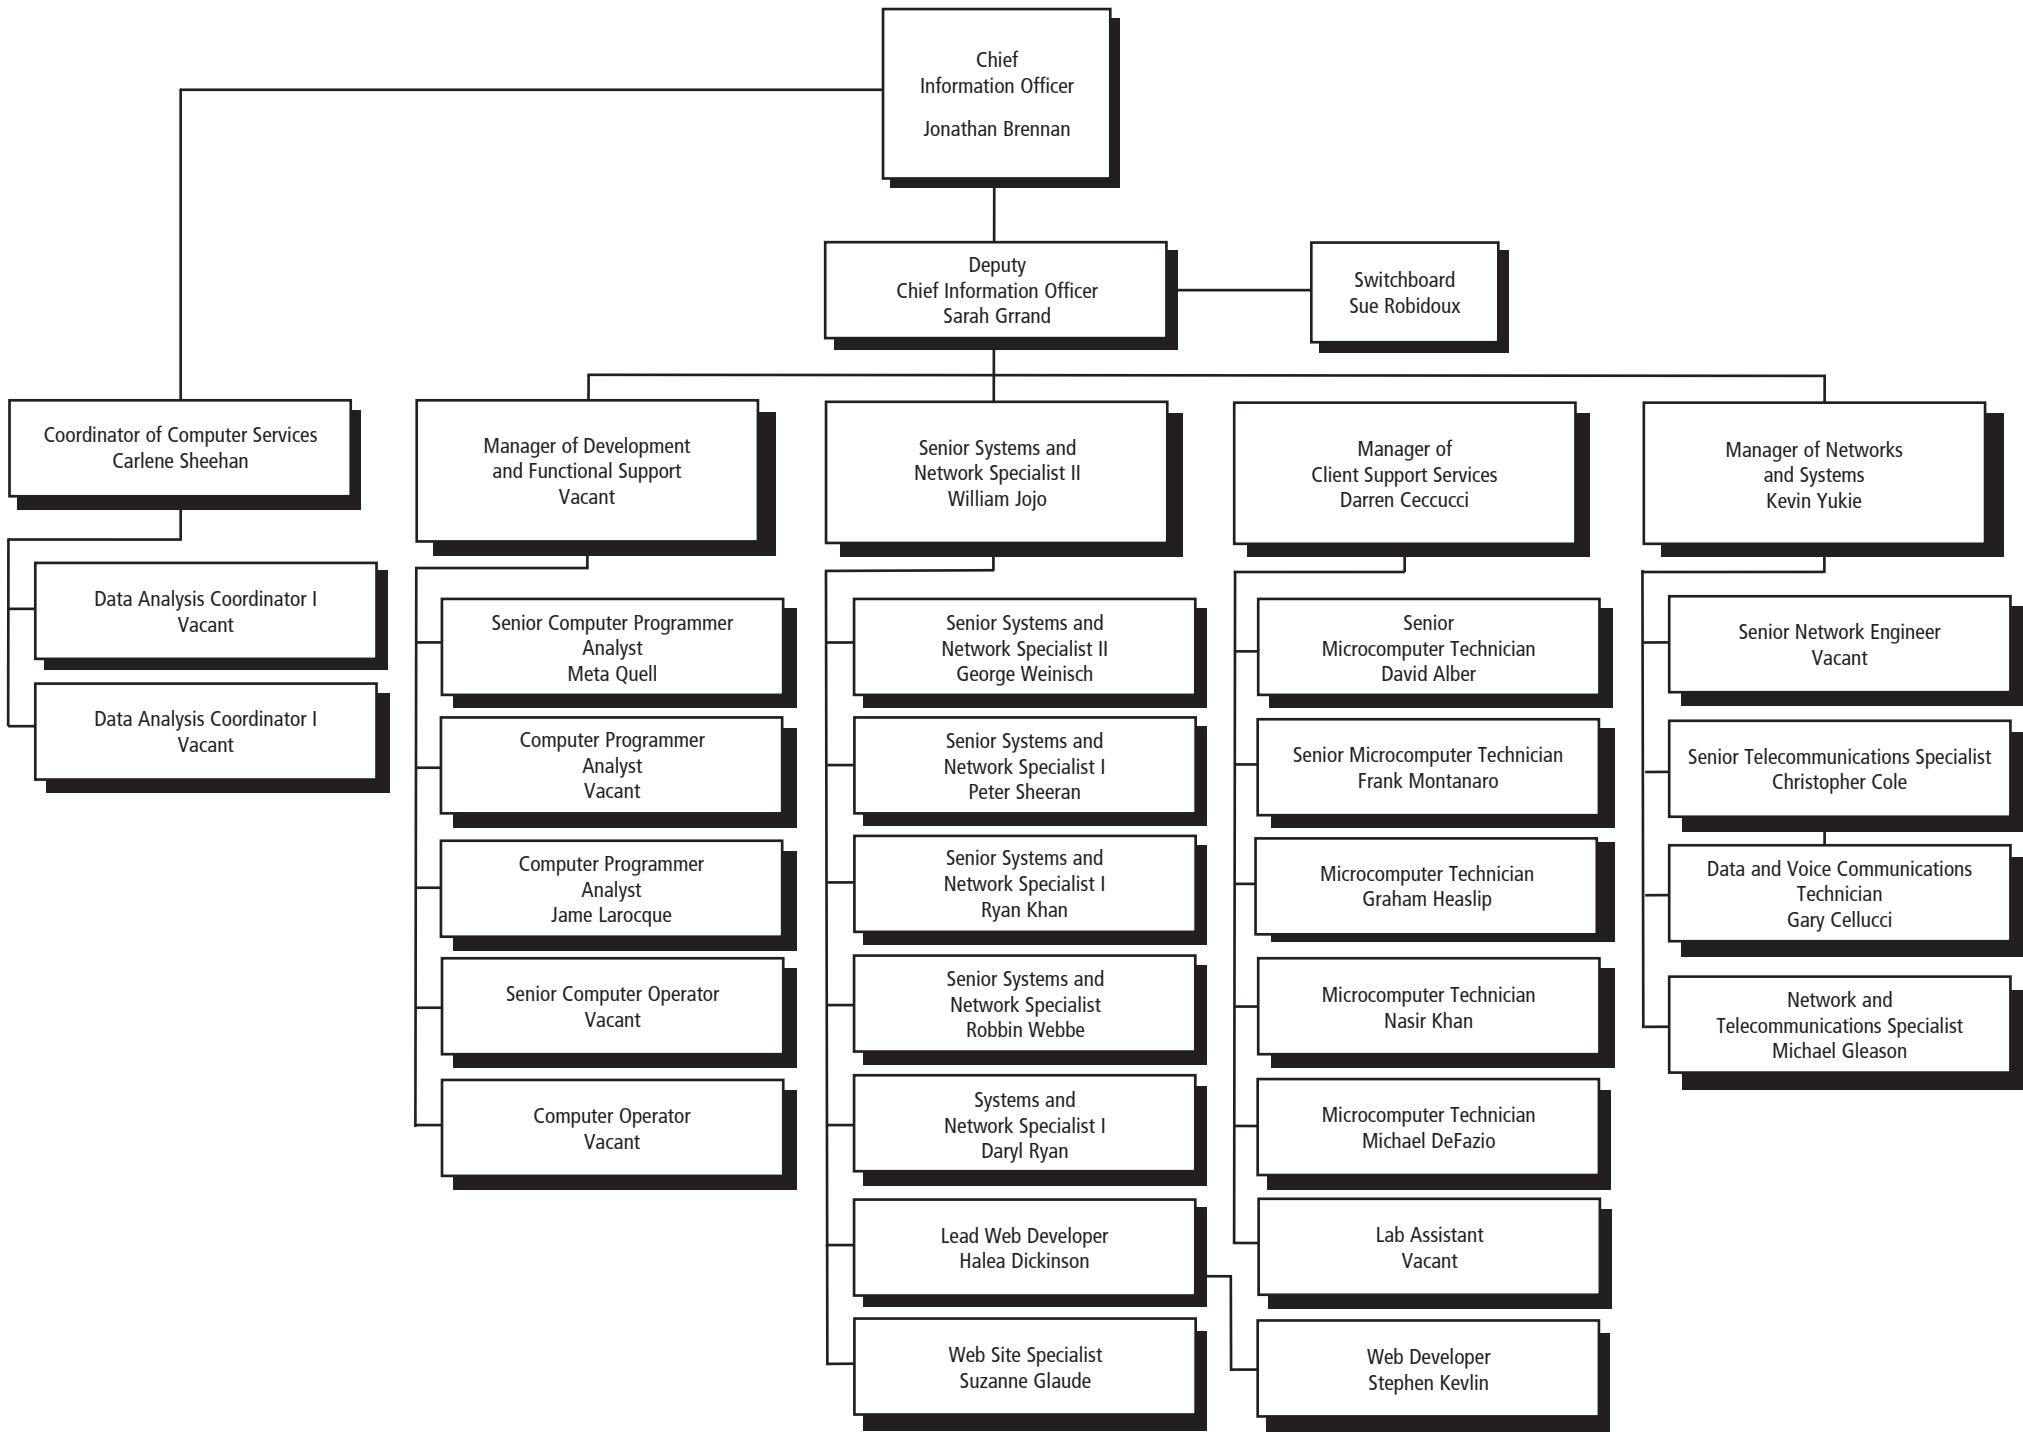 Chief
Information Officer
Jonathan Brennan
Deputy
Chief Information Officer
Sarah Grrand
Switchboard
Sue Robidoux
Coordinator of Computer Services
Carlene Sheehan
Data Analysis Coordinator I
Vacant
Data Analysis Coordinator I
Vacant
Manager of Development
and Functional Support
Vacant
Senior Computer Programmer
Analyst
Meta Quell
Computer Programmer
Analyst
Vacant
Computer Programmer
Analyst
Jame Larocque
Senior Computer Operator
Vacant
Computer Operator
Vacant
Senior Systems and
Network Specialist II
William Jojo
Senior Systems and
Network Specialist II
George Weinisch
Senior Systems and
Network Specialist I
Peter Sheeran
Senior Systems and
Network Specialist I
Ryan Khan
Senior Systems and
Network Specialist
Robbin Webbe
Systems and
Network Specialist I
Daryl Ryan
Lead Web Developer
Halea Dickinson
Web Site Specialist
Suzanne Glaude
Manager of
Client Support Services
Darren Ceccucci
Senior
Microcomputer Technician
David Alber
Senior Microcomputer Technician
Frank Montanaro
Microcomputer Technician
Graham Heaslip
Microcomputer Technician
Nasir Khan
Microcomputer Technician
Michael DeFazio
Lab Assistant
Vacant
Web Developer
Stephen Kevlin
Manager of Networks
and Systems
Kevin Yukie
Senior Network Engineer
Vacant
Senior Telecommunications Specialist
Christopher Cole
Data and Voice Communications
Technician
Gary Cellucci
Network and
Telecommunications Specialist
Michael Gleason